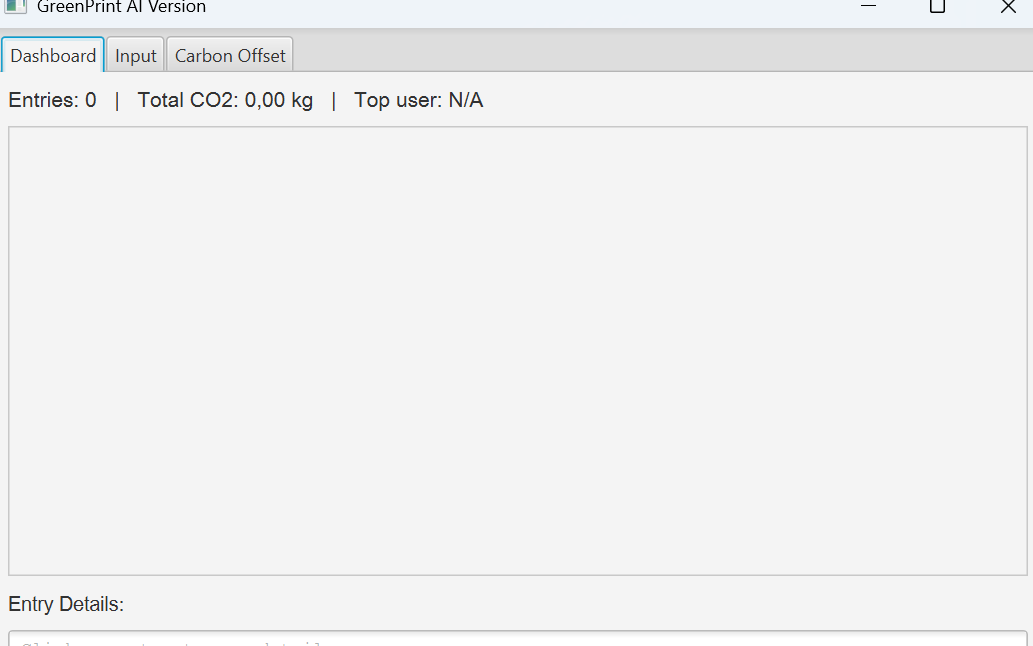 GreenPrint AI Version
Dashboard Input Carbon Offset
Entries: 0 | Total CO2: 0,00 kg | Top user: N/A
Entry Details: